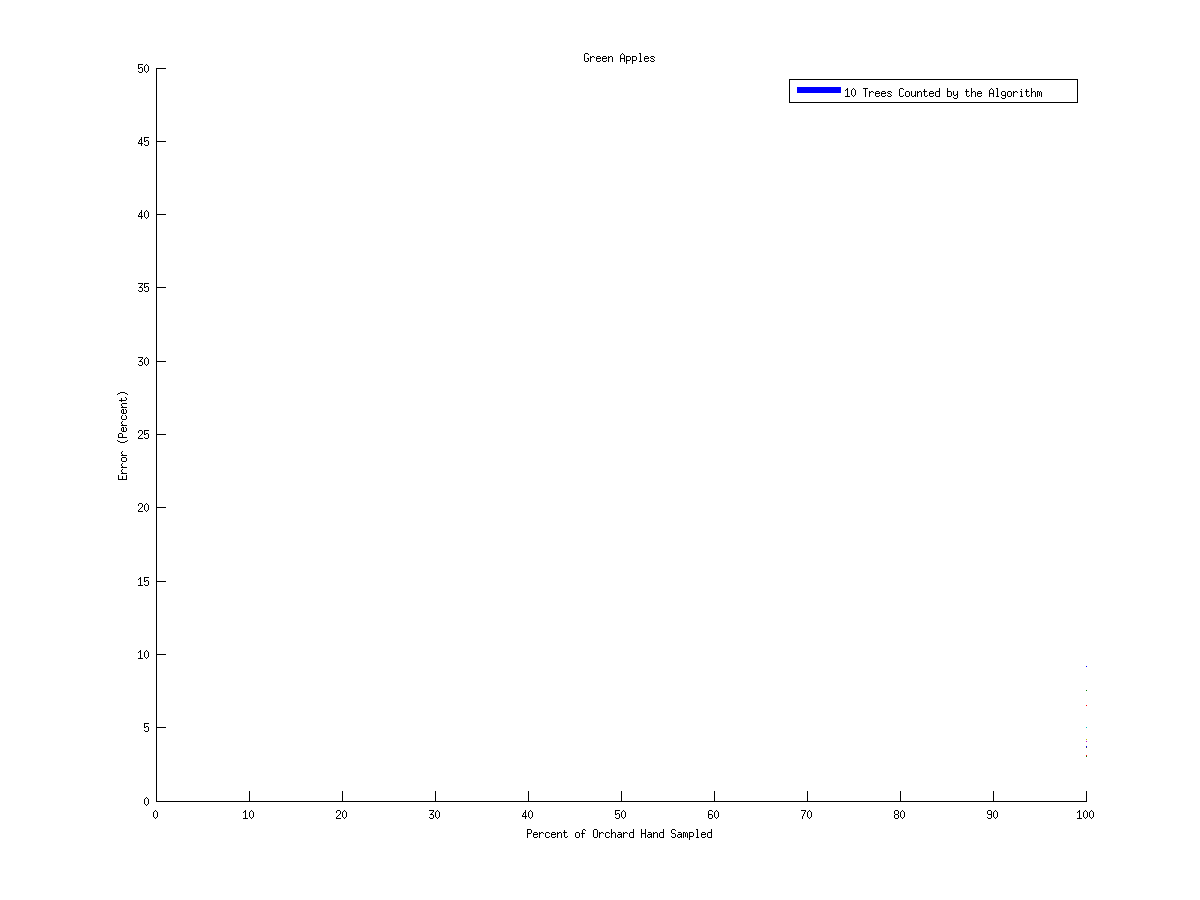 Green Apples
10 Trees Counted by the Algorithm
50
45
40
35
30
25
20
15
10
5
0
Error (Percent)
0 10 20 30 40 50 60 70 80 90 100
Percent of Orchard Hand Sampled